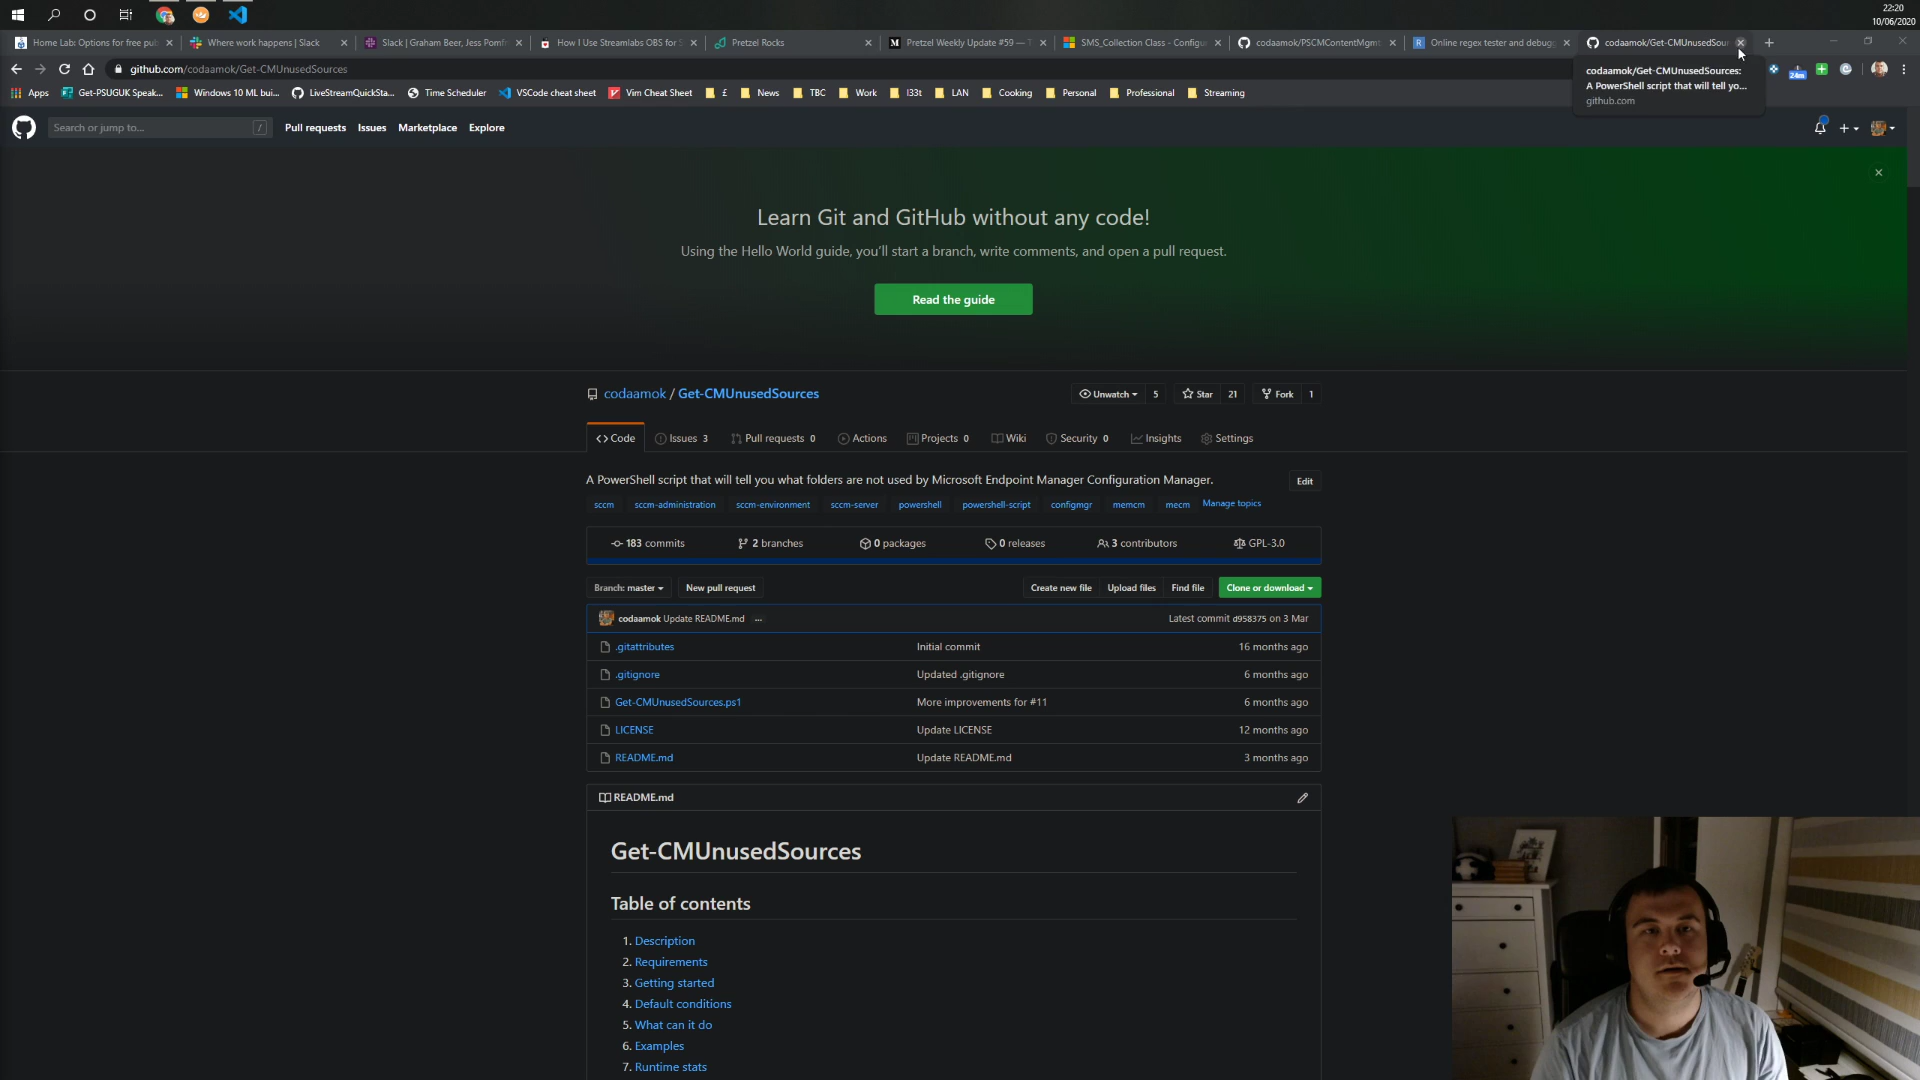 22:20
10/06/2020
Home Lab: Options for free pu
Where work happens | Slack
Slack | Graham Beer, Jess Pomf
How I Use Streamlabs OBS for
Pretzel Rocks
Pretzel Weekly Update #59 —
SMS_Collection Class - Configu
codaamok/PSCMContentMgm
Online regex tester and debugg
codaamok/Get-CMUnusedSour
github.com/codaamok/Get-CMUnusedSources
codaamok/Get-CMUnusedSources:
A PowerShell script that will tell yo...
github.com
24m
Apps
Get-PSUGUK Speak...
Windows 10 ML bui...
LiveStreamQuickSta...
Time Scheduler
VSCode cheat sheet
Vim Cheat Sheet
£
News
TBC
Work
l33t
LAN
Cooking
Personal
Professional
Streaming
Search or jump to...
/
Pull requests
Issues
Marketplace
Explore
Learn Git and GitHub without any code!
Using the Hello World guide, you'll start a branch, write comments, and open a pull request.
Read the guide
codaamok / Get-CMUnusedSources
Unwatch 5
Star 21
Fork 1
Code
Issues 3
Pull requests 0
Actions
Projects 0
Wiki
Security 0
Insights
Settings
A PowerShell script that will tell you what folders are not used by Microsoft Endpoint Manager Configuration Manager.
Edit
sccm sccm-administration sccm-environment sccm-server powershell powershell-script configmgr memcm mecm Manage topics
183 commits
2 branches
0 packages
0 releases
3 contributors
GPL-3.0
Branch: master
New pull request
Create new file
Upload files
Find file
Clone or download
codaamok Update README.md ...
Latest commit d958375 on 3 Mar
.gitattributes Initial commit 16 months ago
.gitignore Updated .gitignore 6 months ago
Get-CMUnusedSources.ps1 More improvements for #11 6 months ago
LICENSE Update LICENSE 12 months ago
README.md Update README.md 3 months ago
README.md
Get-CMUnusedSources
Table of contents
1. Description
2. Requirements
3. Getting started
4. Default conditions
5. What can it do
6. Examples
7. Runtime stats